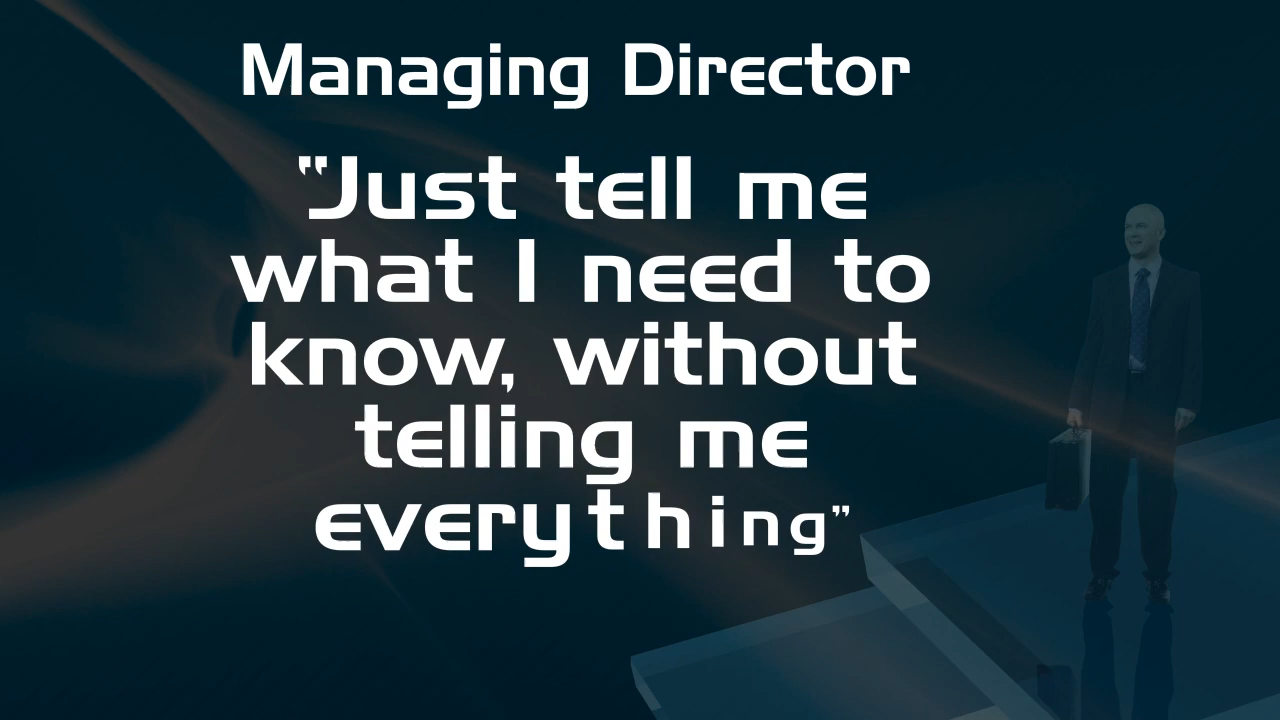 Managing Director
“Just tell me
what I need to
know, without
telling me
everything”